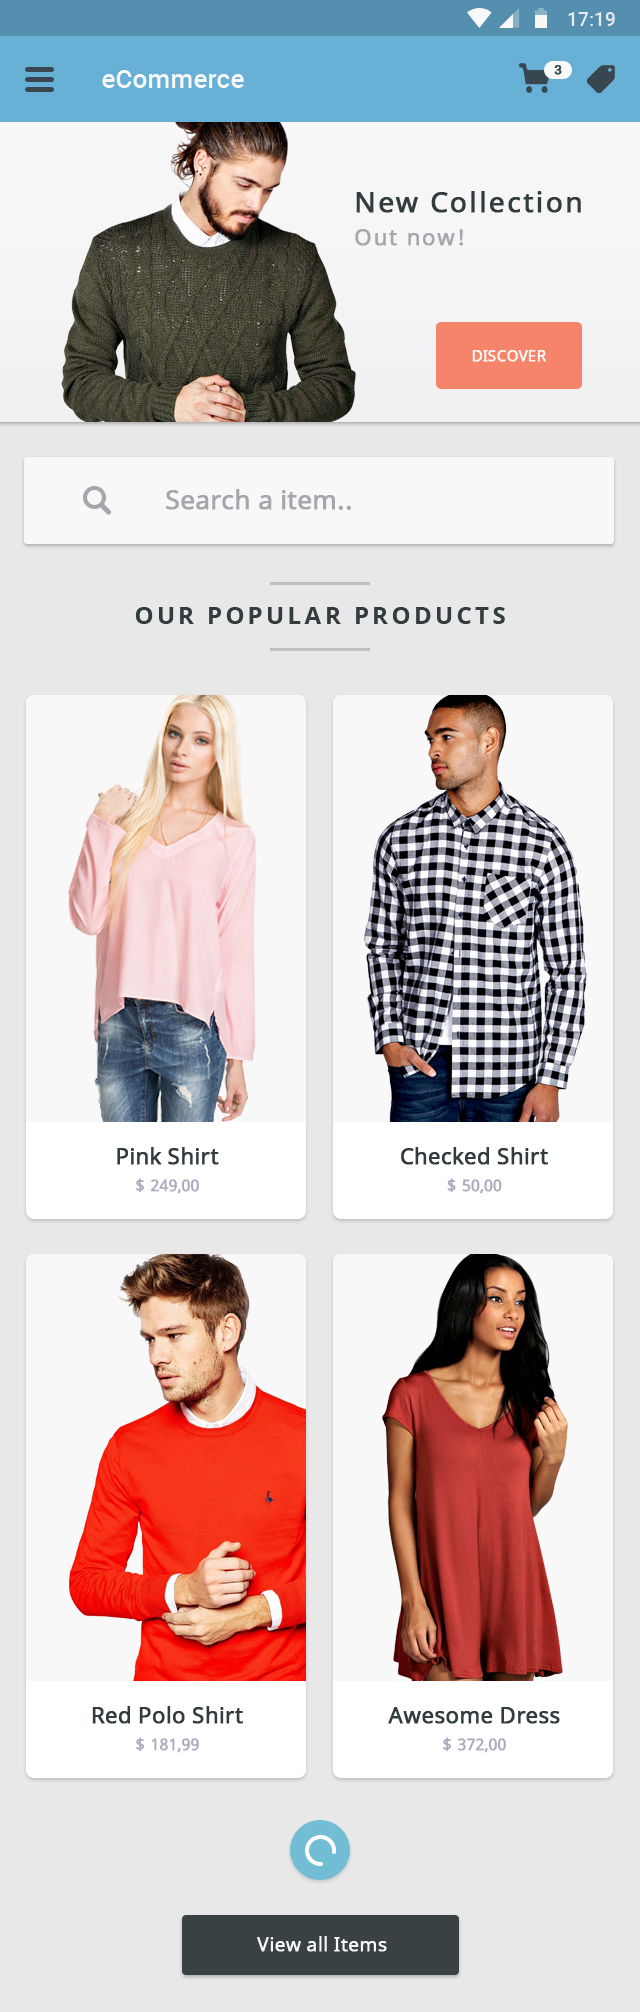 17:19
eCommerce
3
New Collection
Out now!
DISCOVER
Search a item..
OUR POPULAR PRODUCTS
Pink Shirt
$ 249,00
Checked Shirt
$ 50,00
Red Polo Shirt
$ 181,99
Awesome Dress
$ 372,00
View all Items